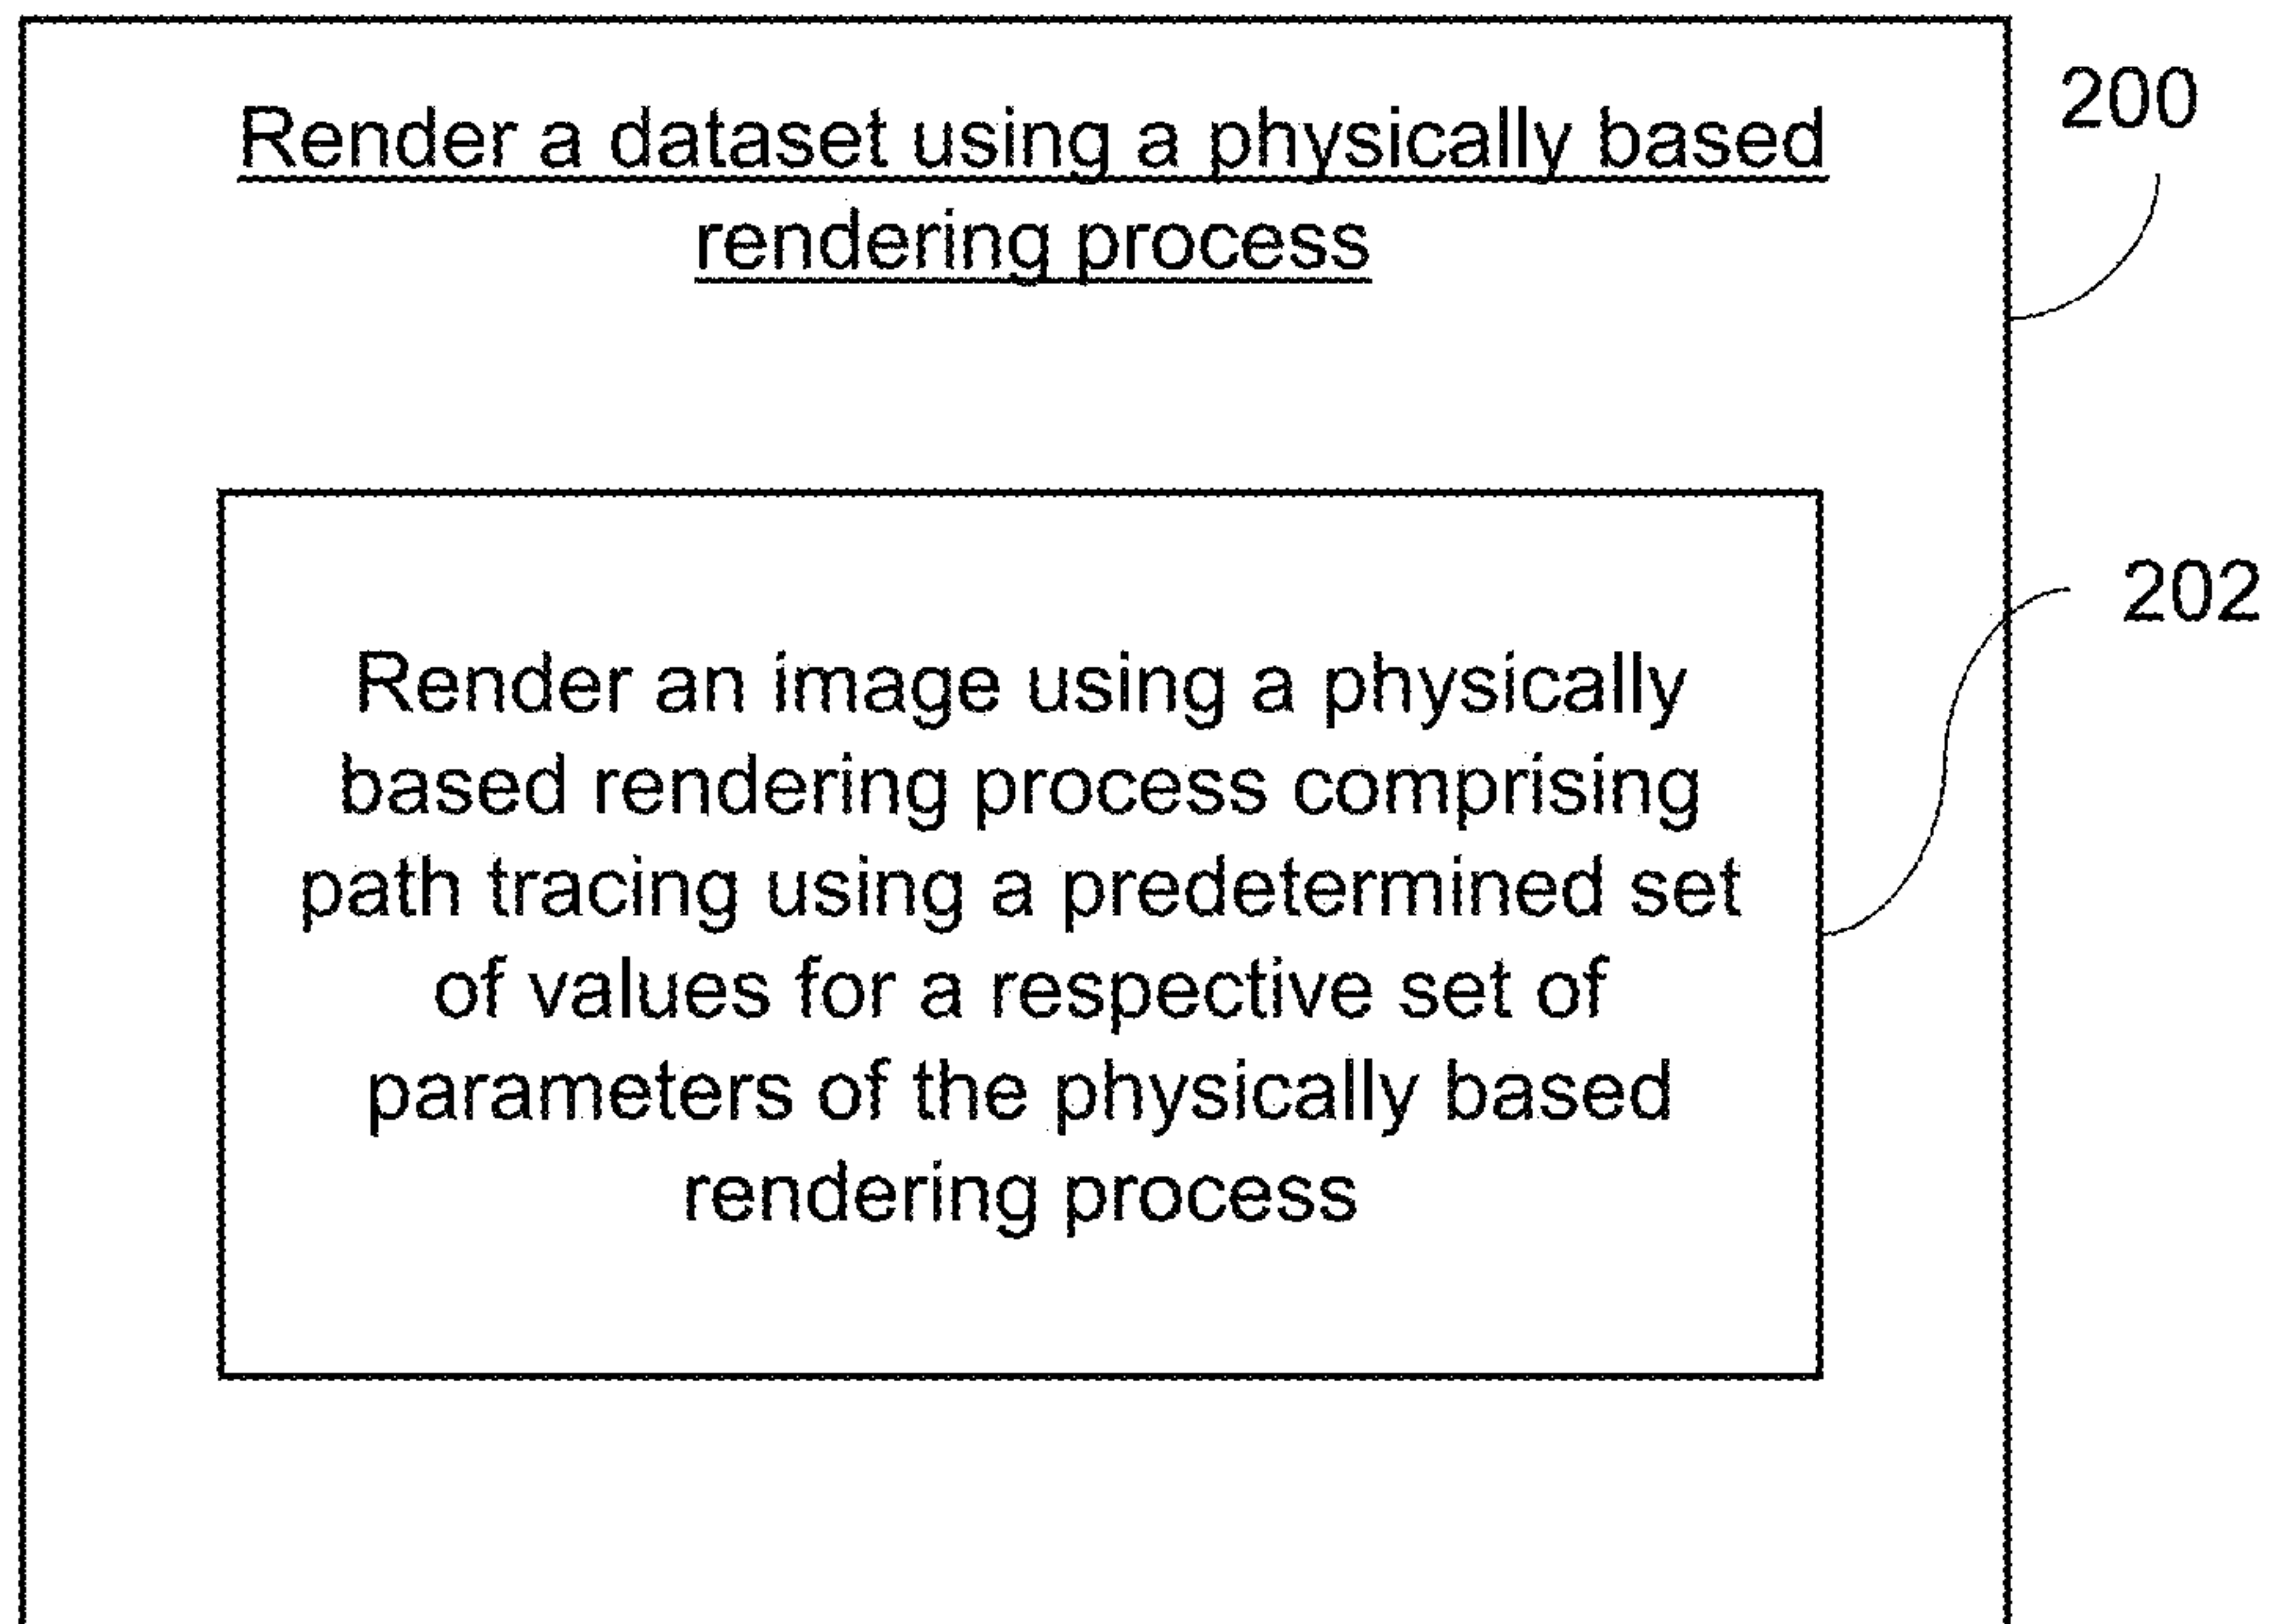 Render a dataset using a physically based
rendering process
200
202
Render an image using a physically
based rendering process comprising
path tracing using a predetermined set
of values for a respective set of
parameters of the physically based
rendering process